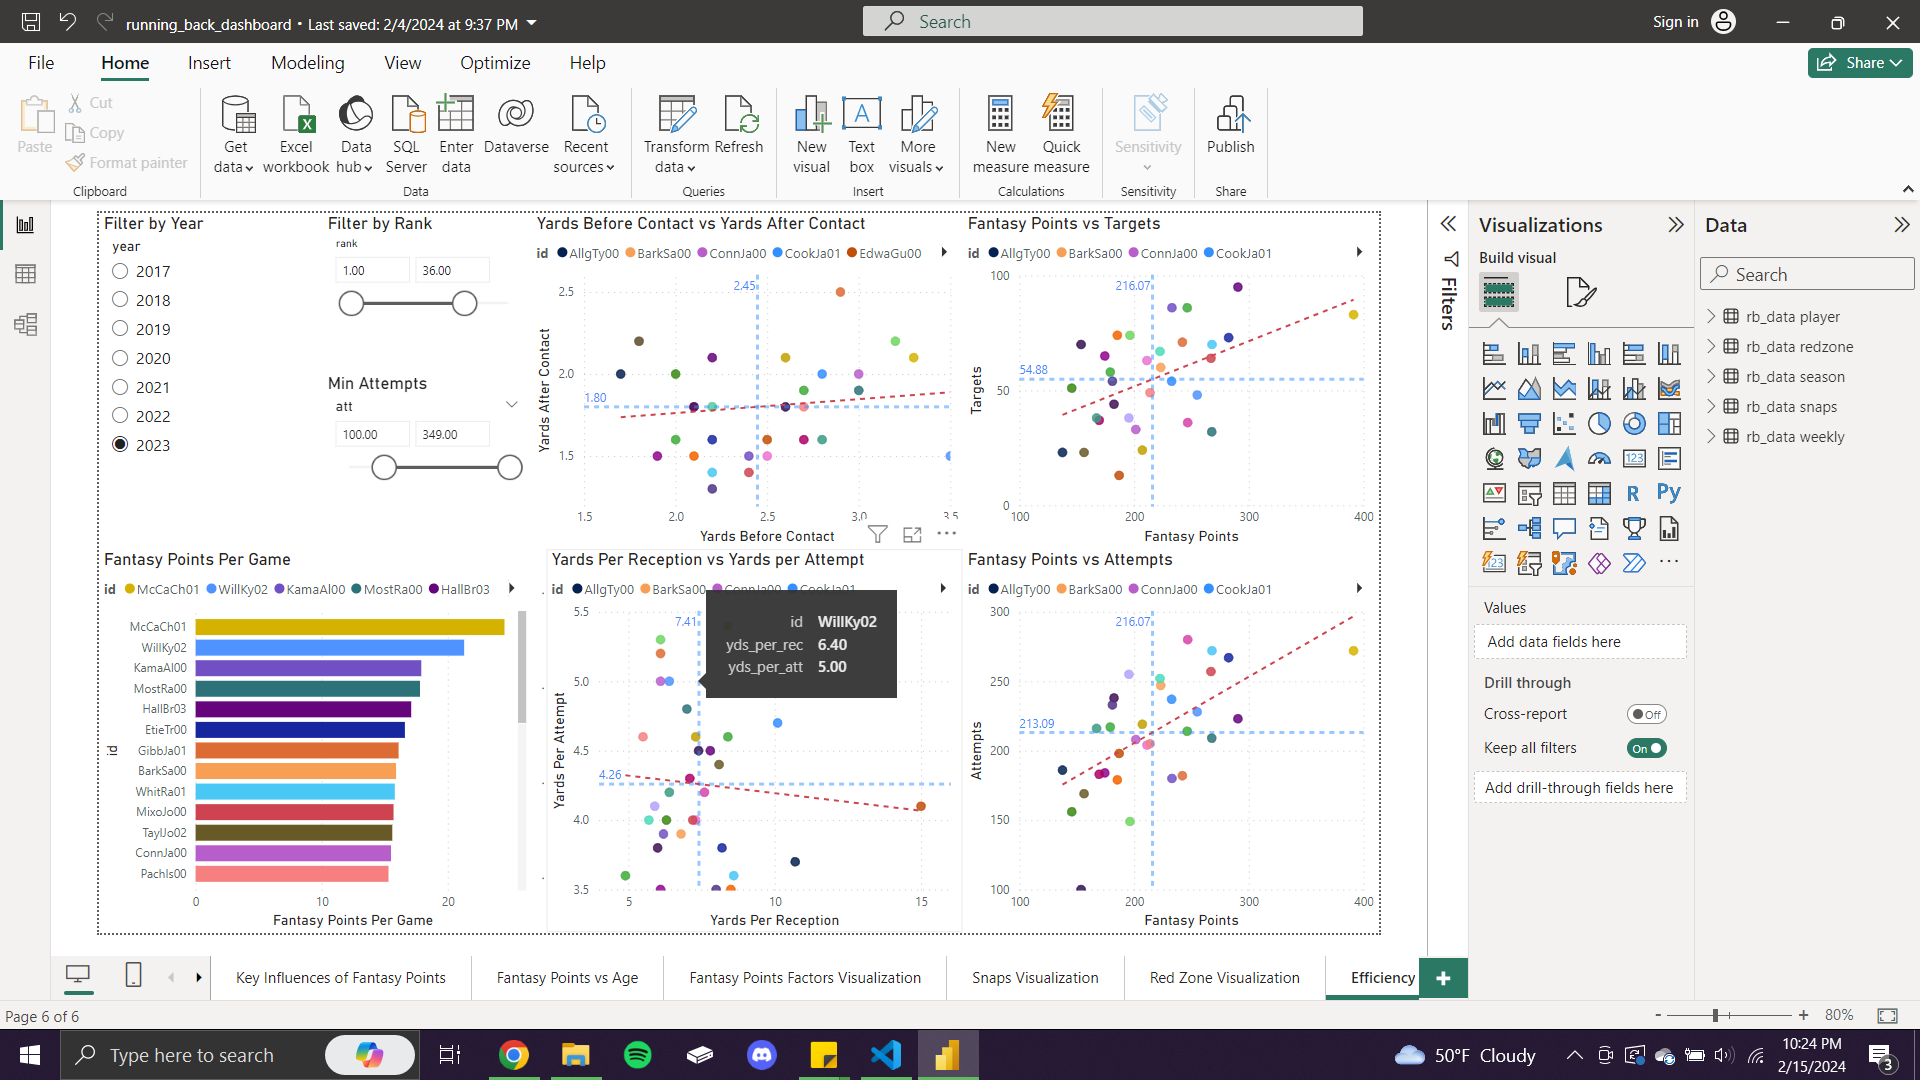 running_back_dashboard • Last saved: 2/4/2024 at 9:37 PM
Search
Sign in
File
Home
Insert
Modeling
View
Optimize
Help
Share
Paste
Cut
Copy
Format painter
Clipboard
Get data
Excel workbook
Data hub
SQL Server
Enter data
Dataverse
Recent sources
Data
Transform data
Refresh
Queries
New visual
Text box
More visuals
Insert
New measure
Quick measure
Calculations
Sensitivity
Sensitivity
Publish
Share
Filter by Year
year
2017
2018
2019
2020
2021
2022
2023
Filter by Rank
rank
1.00
36.00
Min Attempts
att
100.00
349.00
Yards Before Contact vs Yards After Contact
id AllgTy00 BarkSa00 ConnJa00 CookJa01 EdwaGu00
Yards After Contact
2.5
2.0
1.5
2.45
1.80
1.5 2.0 2.5 3.0 3.5
Yards Before Contact
Fantasy Points vs Targets
id AllgTy00 BarkSa00 ConnJa00 CookJa01
Targets
100
50
0
216.07
54.88
100 200 300 400
Fantasy Points
Fantasy Points Per Game
id McCaCh01 WillKy02 KamaAl00 MostRa00 HallBr03
id
McCaCh01
WillKy02
KamaAl00
MostRa00
HallBr03
EtieTr00
GibbJa01
BarkSa00
WhitRa01
MixoJo00
TaylJo02
ConnJa00
PachIs00
0 10 20
Fantasy Points Per Game
Yards Per Reception vs Yards per Attempt
id AllgTy00 BarkSa00 ConnJa00 CookJa01
id WillKy02
yds_per_rec 6.40
yds_per_att 5.00
Yards Per Attempt
5.5
5.0
4.5
4.0
3.5
7.41
4.26
5 10 15
Yards Per Reception
Fantasy Points vs Attempts
id AllgTy00 BarkSa00 ConnJa00 CookJa01
Attempts
300
250
200
150
100
216.07
213.09
100 200 300 400
Fantasy Points
Filters
Visualizations
Build visual
123
R
Py
123
Values
Add data fields here
Drill through
Cross-report
Off
Keep all filters
On
Add drill-through fields here
Data
Search
rb_data player
rb_data redzone
rb_data season
rb_data snaps
rb_data weekly
Key Influences of Fantasy Points
Fantasy Points vs Age
Fantasy Points Factors Visualization
Snaps Visualization
Red Zone Visualization
Efficiency
Page 6 of 6
- + 80%
Type here to search
50°F Cloudy
10:24 PM
2/15/2024
3